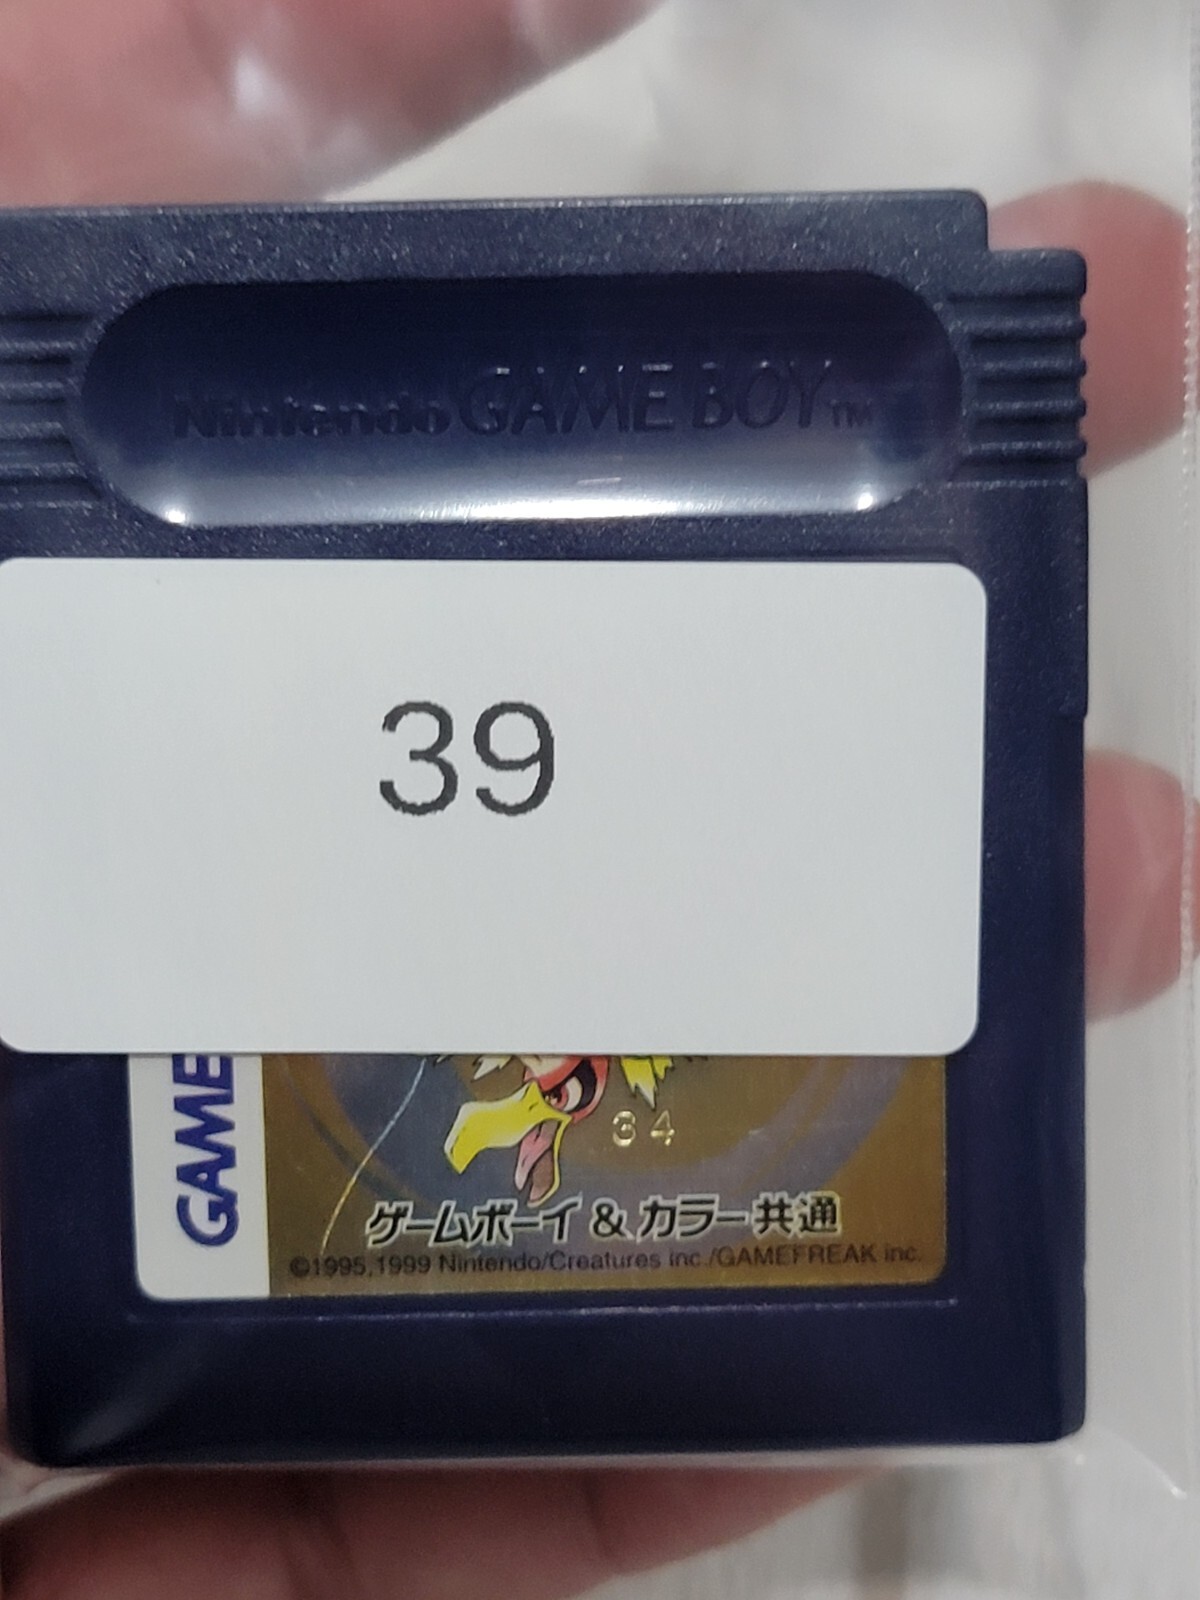 Nintendo GAME BOY™
39
GAME
34
ゲームボーイ & カラー共通
©1995,1999 Nintendo/Creatures inc./GAMEFREAK inc.